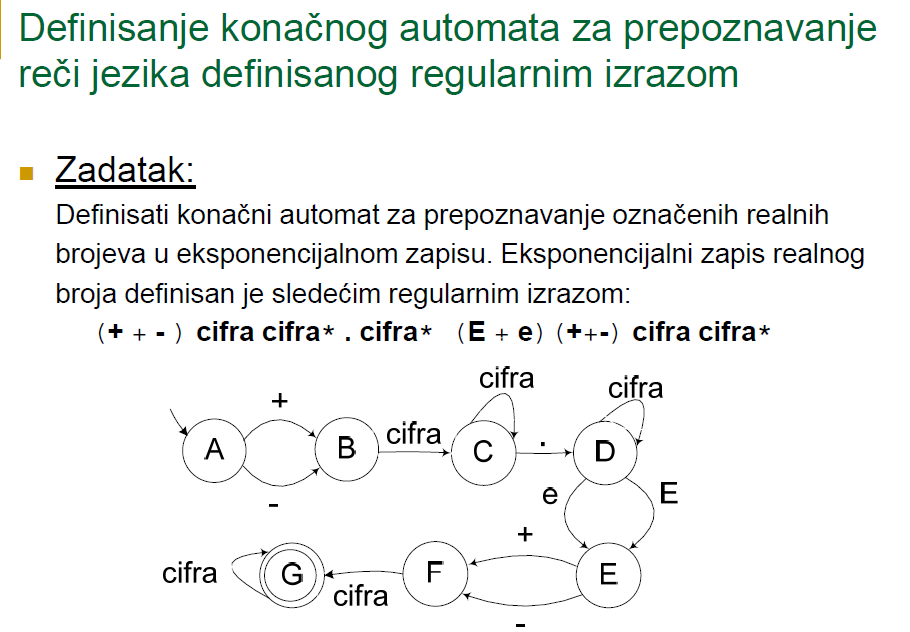 Definisanje konačnog automata za prepoznavanje
reči jezika definisanog regularnim izrazom
Zadatak:
Definisati konačni automat za prepoznavanje označenih realnih
brojeva u eksponencijalnom zapisu. Eksponencijalni zapis realnog
broja definisan je sledećim regularnim izrazom:
(+ + - ) cifra cifra* . cifra* (E + e) (++-) cifra cifra*
cifra
cifra
+
A
B
cifra
C
.
D
-
e
E
+
cifra
G
F
E
cifra
-